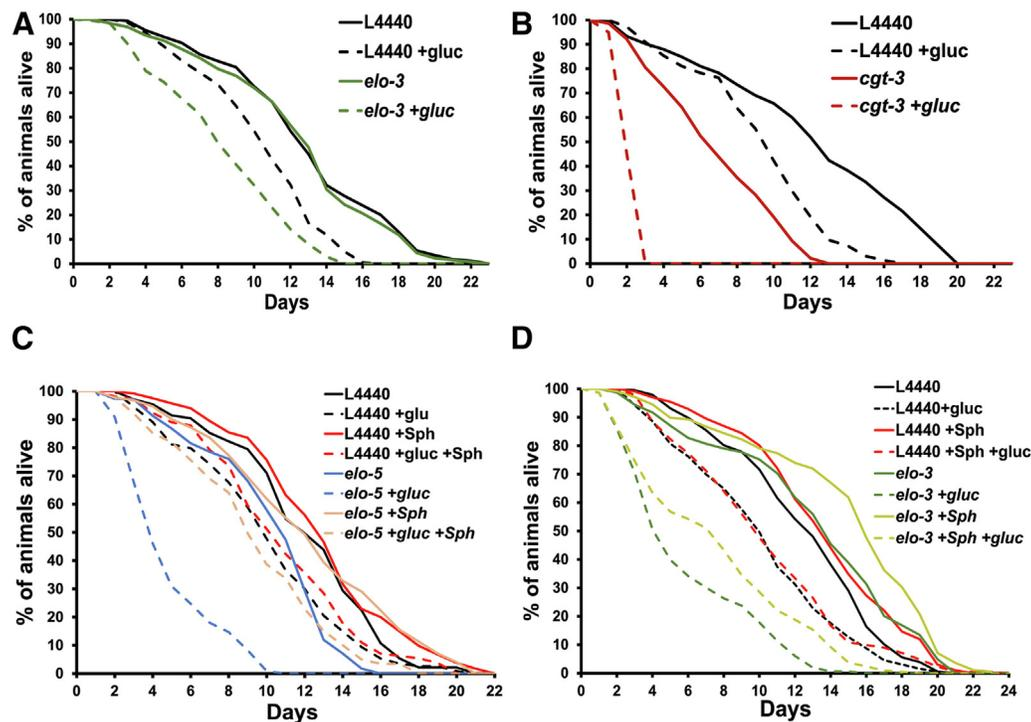 A
% of animals alive
100
90
80
70
60
50
40
30
20
10
0
0 2 4 6 8 10 12 14 16 18 20 22
Days
L4440
L4440 +gluc
elo-3
elo-3 +gluc
B
% of animals alive
100
90
80
70
60
50
40
30
20
10
0
0 2 4 6 8 10 12 14 16 18 20 22
Days
L4440
L4440 +gluc
cgt-3
cgt-3 +gluc
C
% of animals alive
100
90
80
70
60
50
40
30
20
10
0
0 2 4 6 8 10 12 14 16 18 20 22
Days
L4440
L4440 +glu
L4440 +Sph
L4440 +gluc +Sph
elo-5
elo-5 +gluc
elo-5 +Sph
elo-5 +gluc +Sph
D
% of animals alive
100
90
80
70
60
50
40
30
20
10
0
0 2 4 6 8 10 12 14 16 18 20 22 24
Days
L4440
L4440+gluc
L4440 +Sph
L4440 +Sph +gluc
elo-3
elo-3 +gluc
elo-3 +Sph
elo-3 +Sph +gluc